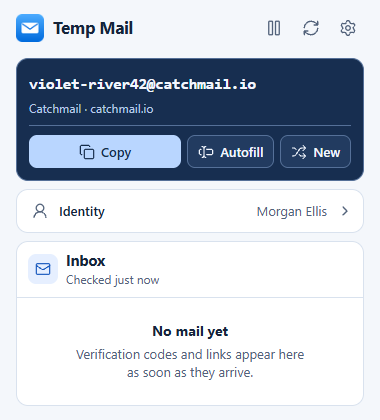 Temp Mail
violet-river42@catchmail.io
Catchmail · catchmail.io
Copy
Autofill
New
Identity
Morgan Ellis
Inbox
Checked just now
No mail yet
Verification codes and links appear here
as soon as they arrive.